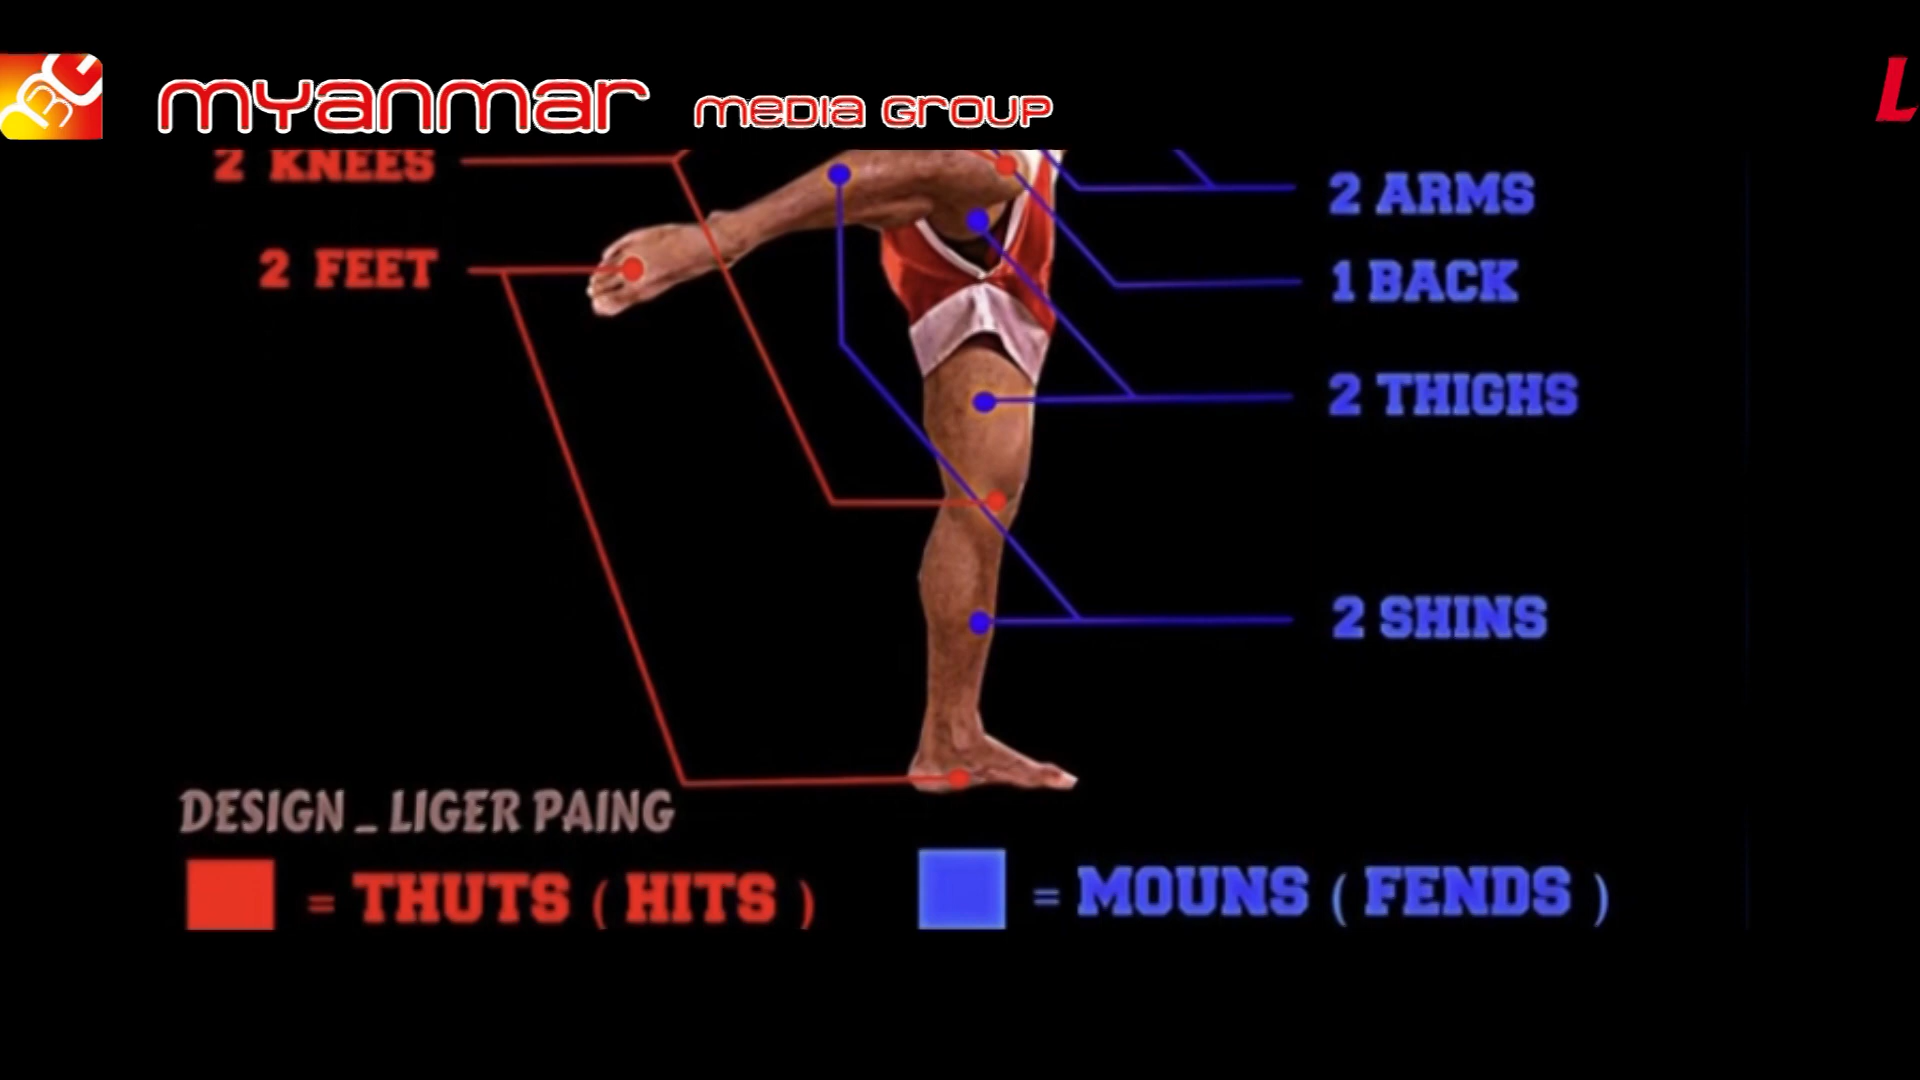 myanmar MEDIA GROUP
L
2 KNEES
2 FEET
2 ARMS
1 BACK
2 THIGHS
2 SHINS
DESIGN _ LIGER PAING
= THUTS ( HITS )
= MOUNS ( FENDS )